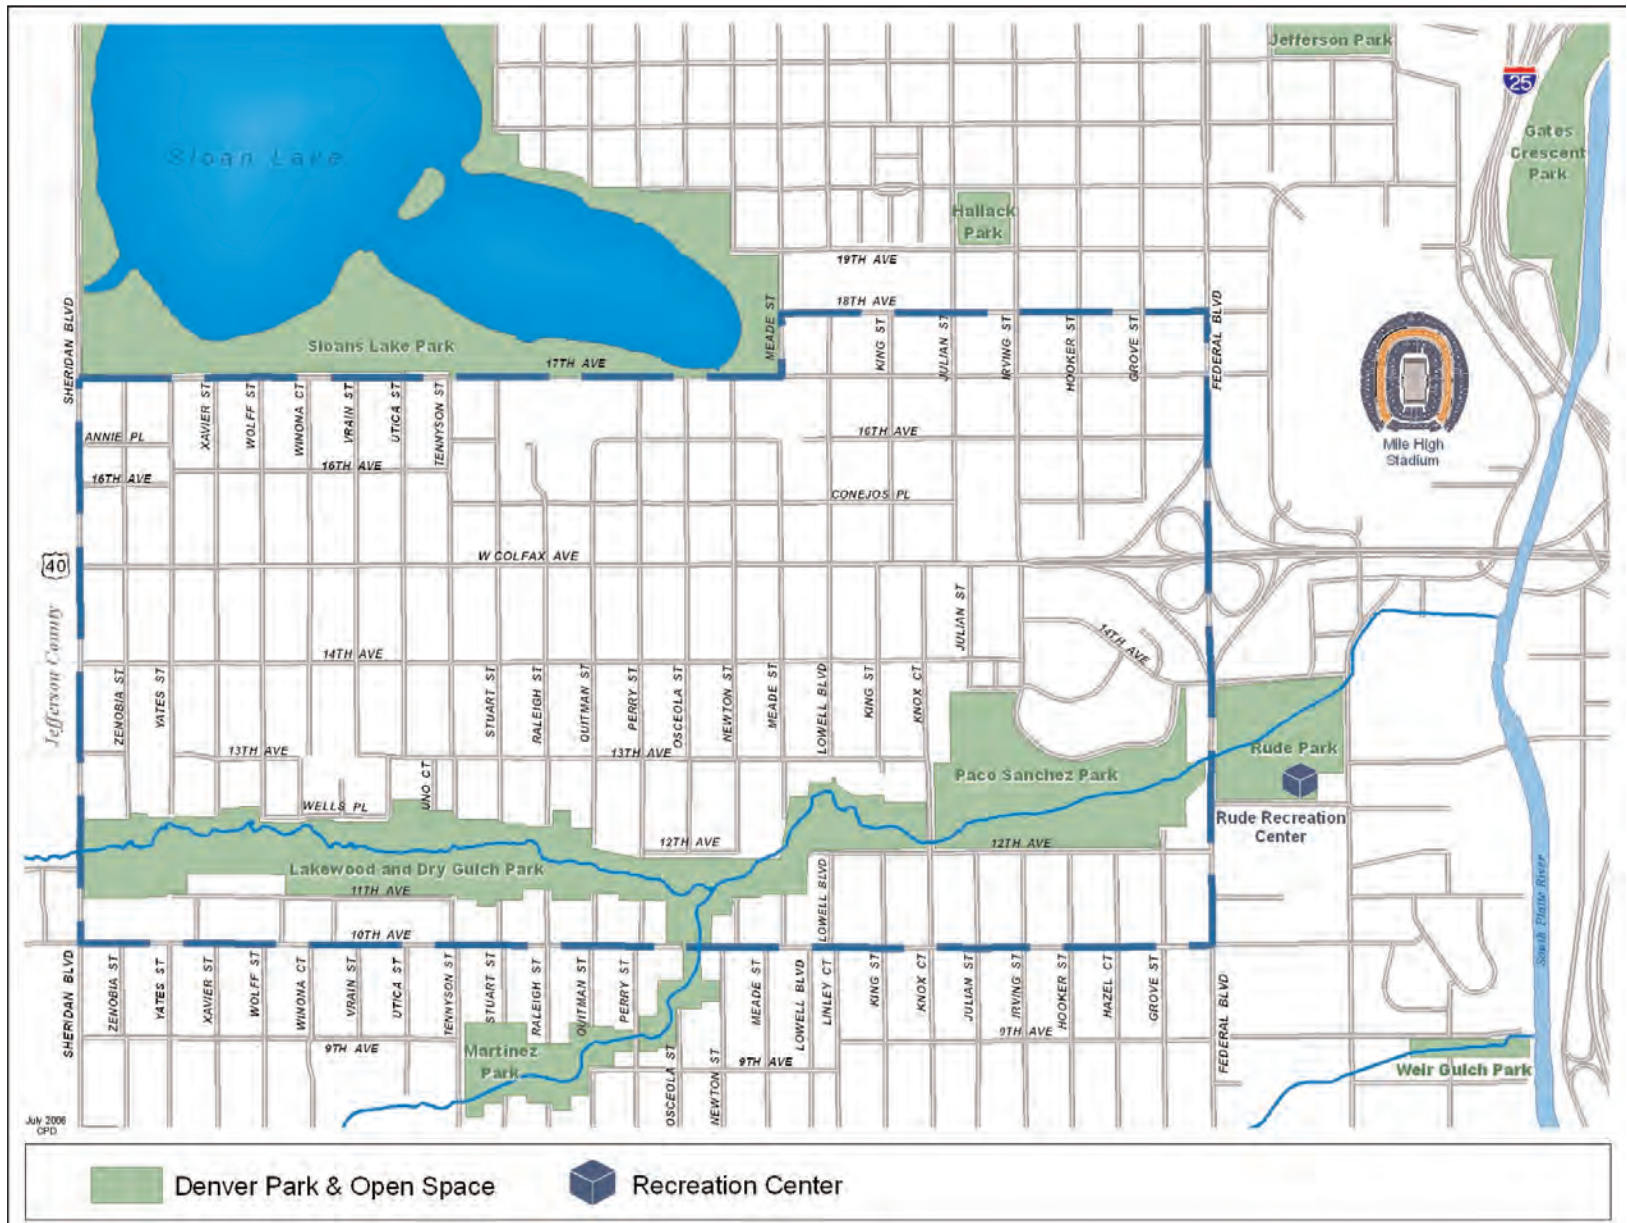 Jefferson Park
25
Gates
Crescent
Park
Sloan Lake
Hallack
Park
19TH AVE
18TH AVE
SHERIDAN BLVD
MEADE ST
KING ST
JULIAN ST
IRVING ST
HOOKER ST
GROVE ST
FEDERAL BLVD
Sloans Lake Park
17TH AVE
XAVIER ST
WOLFF ST
WINONA CT
VRAIN ST
UTICA ST
TENNYSON ST
ANNIE PL
16TH AVE
16TH AVE
16TH AVE
Mile High
Stadium
CONEJOS PL
W COLFAX AVE
40
Jefferson County
JULIAN ST
14TH AVE
14TH AVE
ZENOBIA ST
YATES ST
STUART ST
RALEIGH ST
QUITMAN ST
PERRY ST
OSCEOLA ST
NEWTON ST
MEADE ST
LOWELL BLVD
KING ST
KNOX CT
13TH AVE
13TH AVE
Rude Park
UNO CT
Paco Sanchez Park
WELLS PL
Rude Recreation
Center
12TH AVE
12TH AVE
Lakewood and Dry Gulch Park
11TH AVE
LOWELL BLVD
South Platte River
10TH AVE
SHERIDAN BLVD
ZENOBIA ST
YATES ST
XAVIER ST
WOLFF ST
WINONA CT
VRAIN ST
UTICA ST
TENNYSON ST
STUART ST
RALEIGH ST
QUITMAN ST
PERRY ST
MEADE ST
LOWELL BLVD
LINLEY CT
KING ST
KNOX CT
JULIAN ST
IRVING ST
HOOKER ST
HAZEL CT
GROVE ST
FEDERAL BLVD
9TH AVE
9TH AVE
Martinez
Park
OSCEOLA ST
NEWTON ST
9TH AVE
Weir Gulch Park
July 2006
CPD
Denver Park & Open Space
Recreation Center